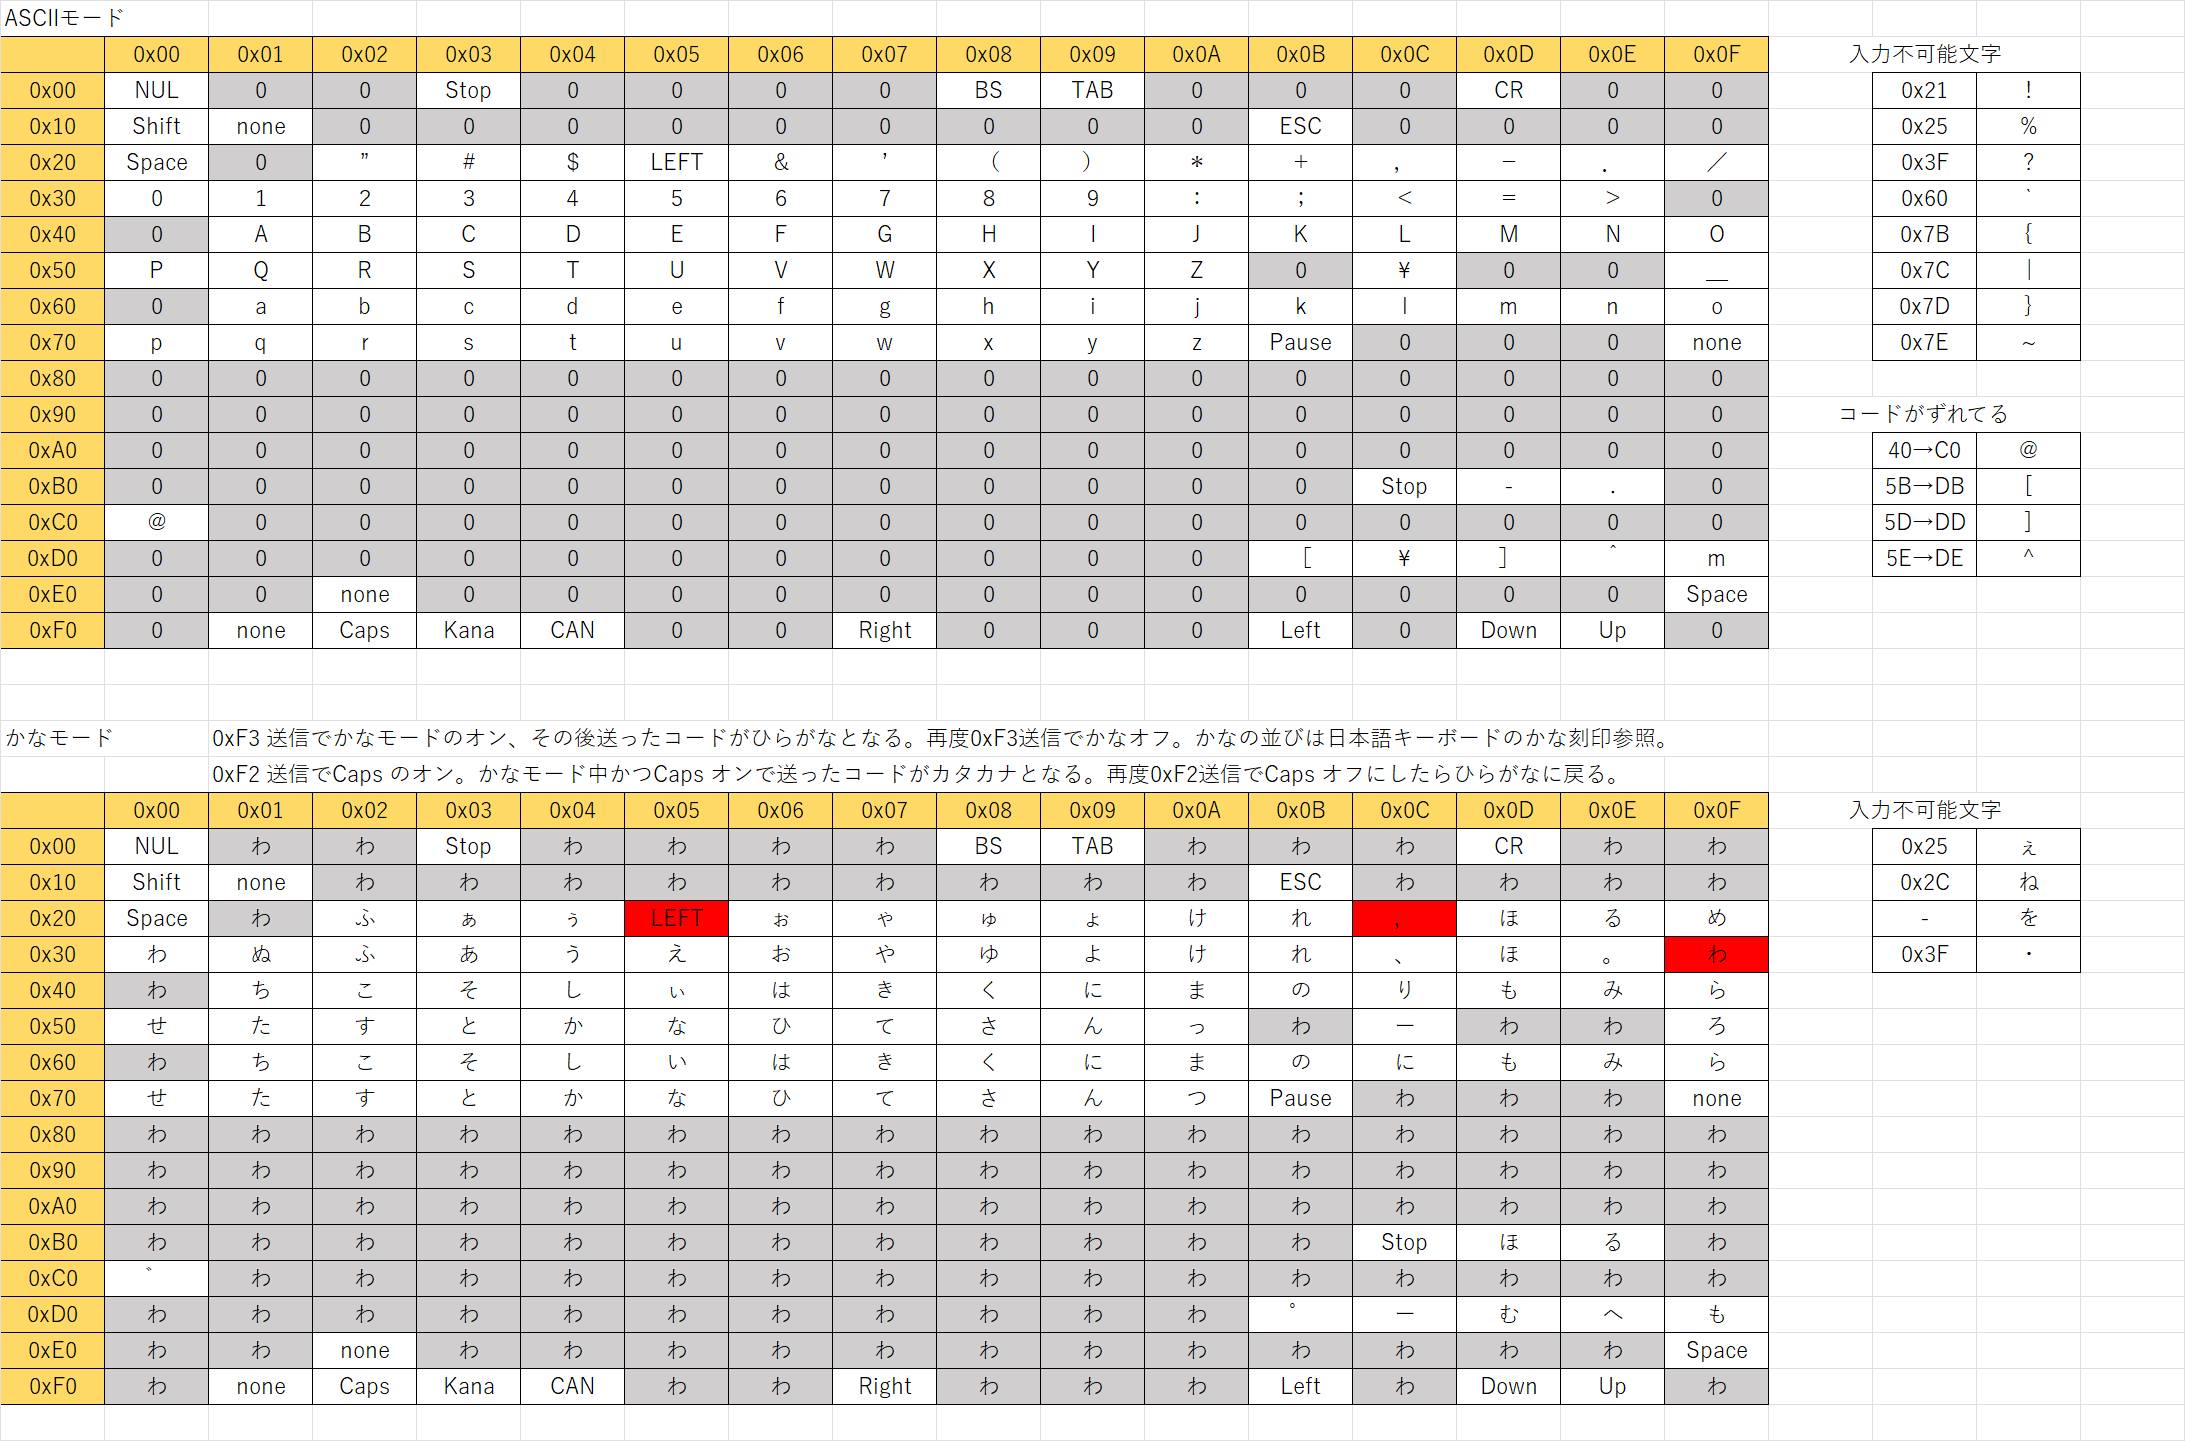 ASCIIモード
0x00 0x01 0x02 0x03 0x04 0x05 0x06 0x07 0x08 0x09 0x0A 0x0B 0x0C 0x0D 0x0E 0x0F 入力不可能文字
0x00 NUL 0 0 Stop 0 0 0 0 BS TAB 0 0 0 CR 0 0 0x21 !
0x10 Shift none 0 0 0 0 0 0 0 0 0 ESC 0 0 0 0 0x25 %
0x20 Space 0 ” # $ LEFT & ’ ( ) * + , − . ／ 0x3F ?
0x30 0 1 2 3 4 5 6 7 8 9 : ; < = > 0 0x60 `
0x40 0 A B C D E F G H I J K L M N O 0x7B {
0x50 P Q R S T U V W X Y Z 0 ¥ 0 0 ＿ 0x7C |
0x60 0 a b c d e f g h i j k l m n o 0x7D }
0x70 p q r s t u v w x y z Pause 0 0 0 none 0x7E ~
0x80 0 0 0 0 0 0 0 0 0 0 0 0 0 0 0 0
0x90 0 0 0 0 0 0 0 0 0 0 0 0 0 0 0 0 コードがずれてる
0xA0 0 0 0 0 0 0 0 0 0 0 0 0 0 0 0 0 40→C0 @
0xB0 0 0 0 0 0 0 0 0 0 0 0 0 Stop - . 0 5B→DB [
0xC0 @ 0 0 0 0 0 0 0 0 0 0 0 0 0 0 0 5D→DD ]
0xD0 0 0 0 0 0 0 0 0 0 0 0 [ ¥ ] ＾ m 5E→DE ^
0xE0 0 0 none 0 0 0 0 0 0 0 0 0 0 0 0 Space
0xF0 0 none Caps Kana CAN 0 0 Right 0 0 0 Left 0 Down Up 0
かなモード 0xF3 送信でかなモードのオン、その後送ったコードがひらがなとなる。再度0xF3送信でかなオフ。かなの並びは日本語キーボードのかな刻印参照。
0xF2 送信でCaps のオン。かなモード中かつCaps オンで送ったコードがカタカナとなる。再度0xF2送信でCaps オフにしたらひらがなに戻る。
0x00 0x01 0x02 0x03 0x04 0x05 0x06 0x07 0x08 0x09 0x0A 0x0B 0x0C 0x0D 0x0E 0x0F 入力不可能文字
0x00 NUL わ わ Stop わ わ わ わ BS TAB わ わ わ CR わ わ 0x25 ぇ
0x10 Shift none わ わ わ わ わ わ わ わ わ ESC わ わ わ わ 0x2C ね
0x20 Space わ ふ ぁ ぅ LEFT ぉ ゃ ゅ ょ け れ , ほ る め - を
0x30 わ ぬ ふ あ う え お や ゆ よ け れ 、 ほ 。 わ 0x3F ・
0x40 わ ち こ そ し ぃ は き く に ま の り も み ら
0x50 せ た す と か な ひ て さ ん っ わ ー わ わ ろ
0x60 わ ち こ そ し い は き く に ま の に も み ら
0x70 せ た す と か な ひ て さ ん つ Pause わ わ わ none
0x80 わ わ わ わ わ わ わ わ わ わ わ わ わ わ わ わ
0x90 わ わ わ わ わ わ わ わ わ わ わ わ わ わ わ わ
0xA0 わ わ わ わ わ わ わ わ わ わ わ わ わ わ わ わ
0xB0 わ わ わ わ わ わ わ わ わ わ わ わ Stop ほ る わ
0xC0 ゛ わ わ わ わ わ わ わ わ わ わ わ わ わ わ わ
0xD0 わ わ わ わ わ わ わ わ わ わ わ ゜ ー む へ も
0xE0 わ わ none わ わ わ わ わ わ わ わ わ わ わ わ Space
0xF0 わ none Caps Kana CAN わ わ Right わ わ わ Left わ Down Up わ